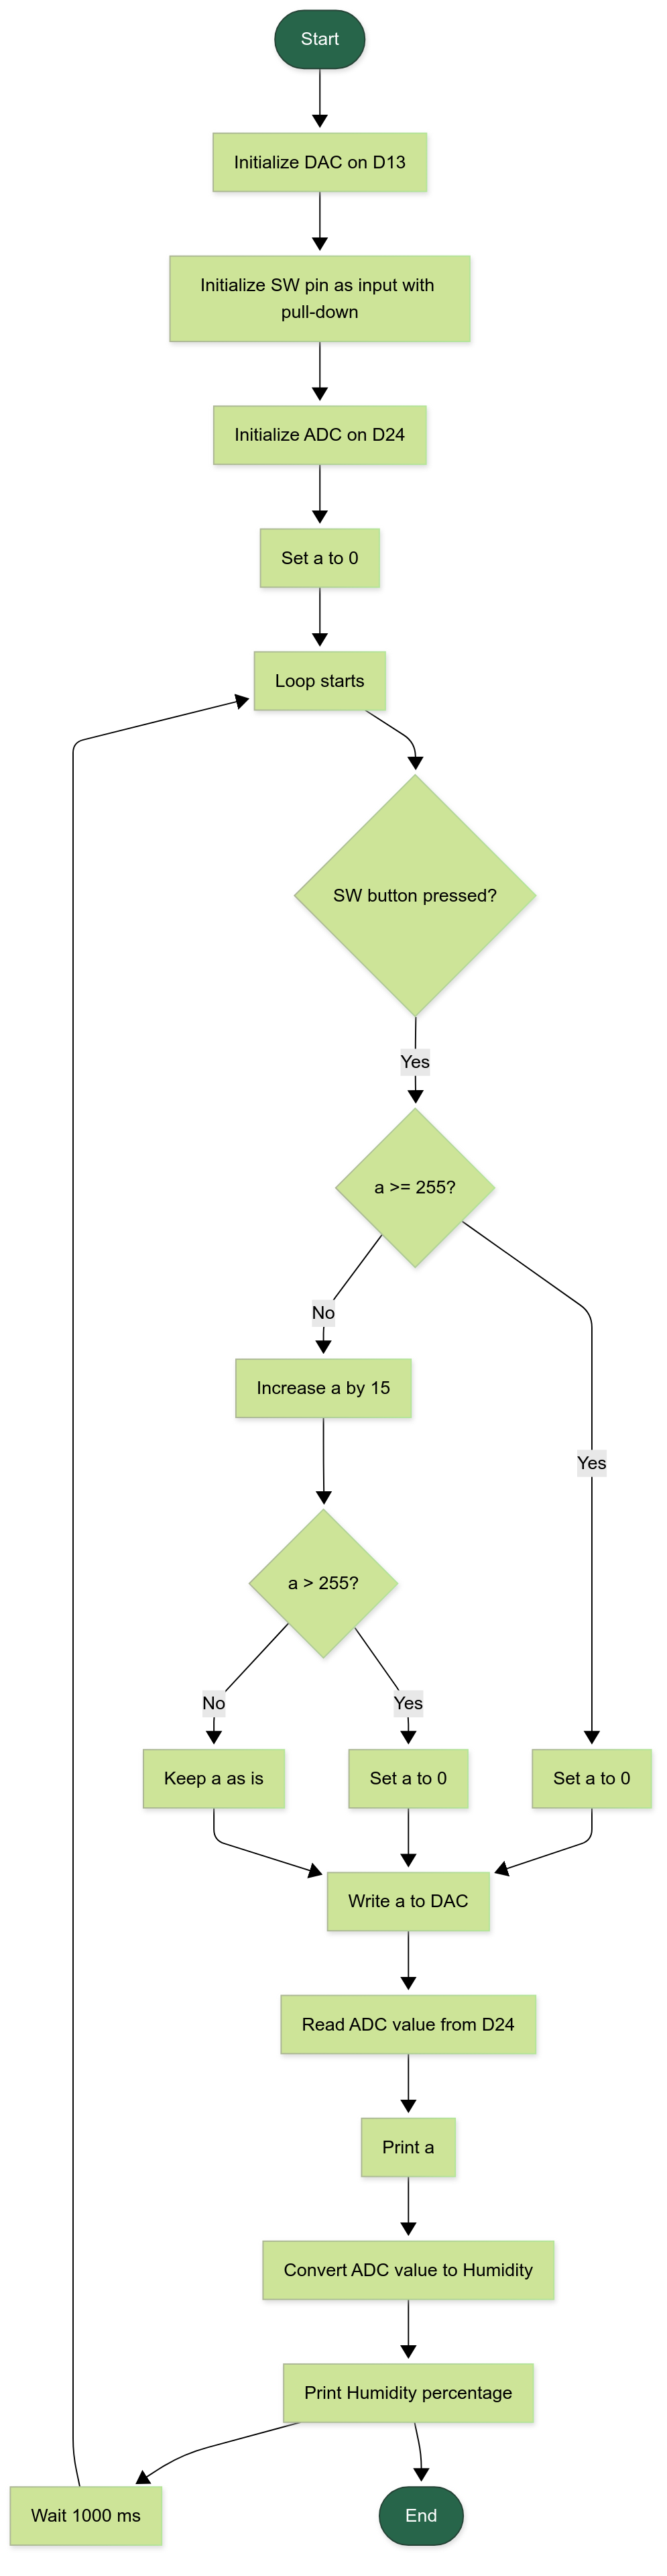 Start
Initialize DAC on D13
Initialize SW pin as input with
pull-down
Initialize ADC on D24
Set a to 0
Loop starts
SW button pressed?
Yes
a >= 255?
No
Increase a by 15
Yes
a > 255?
No
Yes
Keep a as is
Set a to 0
Set a to 0
Write a to DAC
Read ADC value from D24
Print a
Convert ADC value to Humidity
Print Humidity percentage
Wait 1000 ms
End